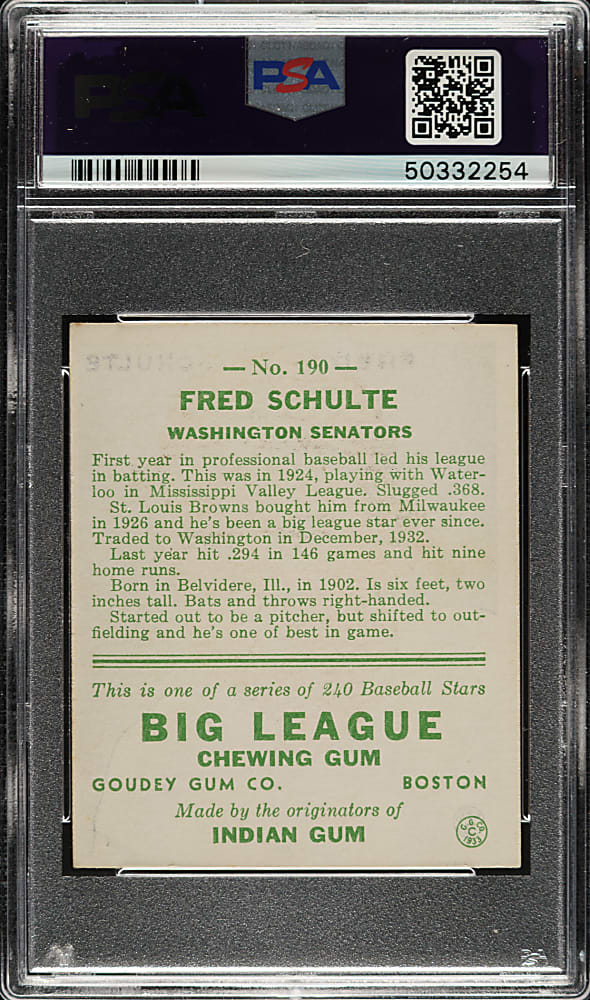 PSA
PSA
50332254
— No. 190 —
FRED SCHULTE
WASHINGTON SENATORS
First year in professional baseball led his league
in batting. This was in 1924, playing with Water-
loo in Mississippi Valley League. Slugged .368.
St. Louis Browns bought him from Milwaukee
in 1926 and he's been a big league star ever since.
Traded to Washington in December, 1932.
Last year hit .294 in 146 games and hit nine
home runs.
Born in Belvidere, Ill., in 1902. Is six feet, two
inches tall. Bats and throws right-handed.
Started out to be a pitcher, but shifted to out-
fielding and he's one of best in game.
This is one of a series of 240 Baseball Stars
BIG LEAGUE
CHEWING GUM
GOUDEY GUM CO. BOSTON
Made by the originators of
INDIAN GUM
G.G.CO.
C
1933